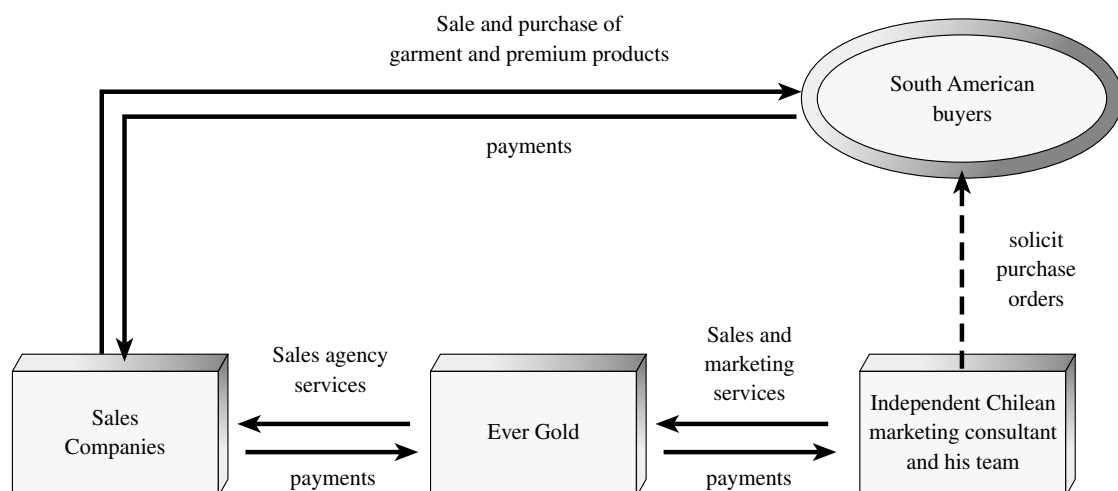 Sale and purchase of
garment and premium products
South American
buyers
payments
solicit
purchase
orders
Sales agency
services
Sales and
marketing
services
Sales
Companies
Ever Gold
Independent Chilean
marketing consultant
and his team
payments
payments